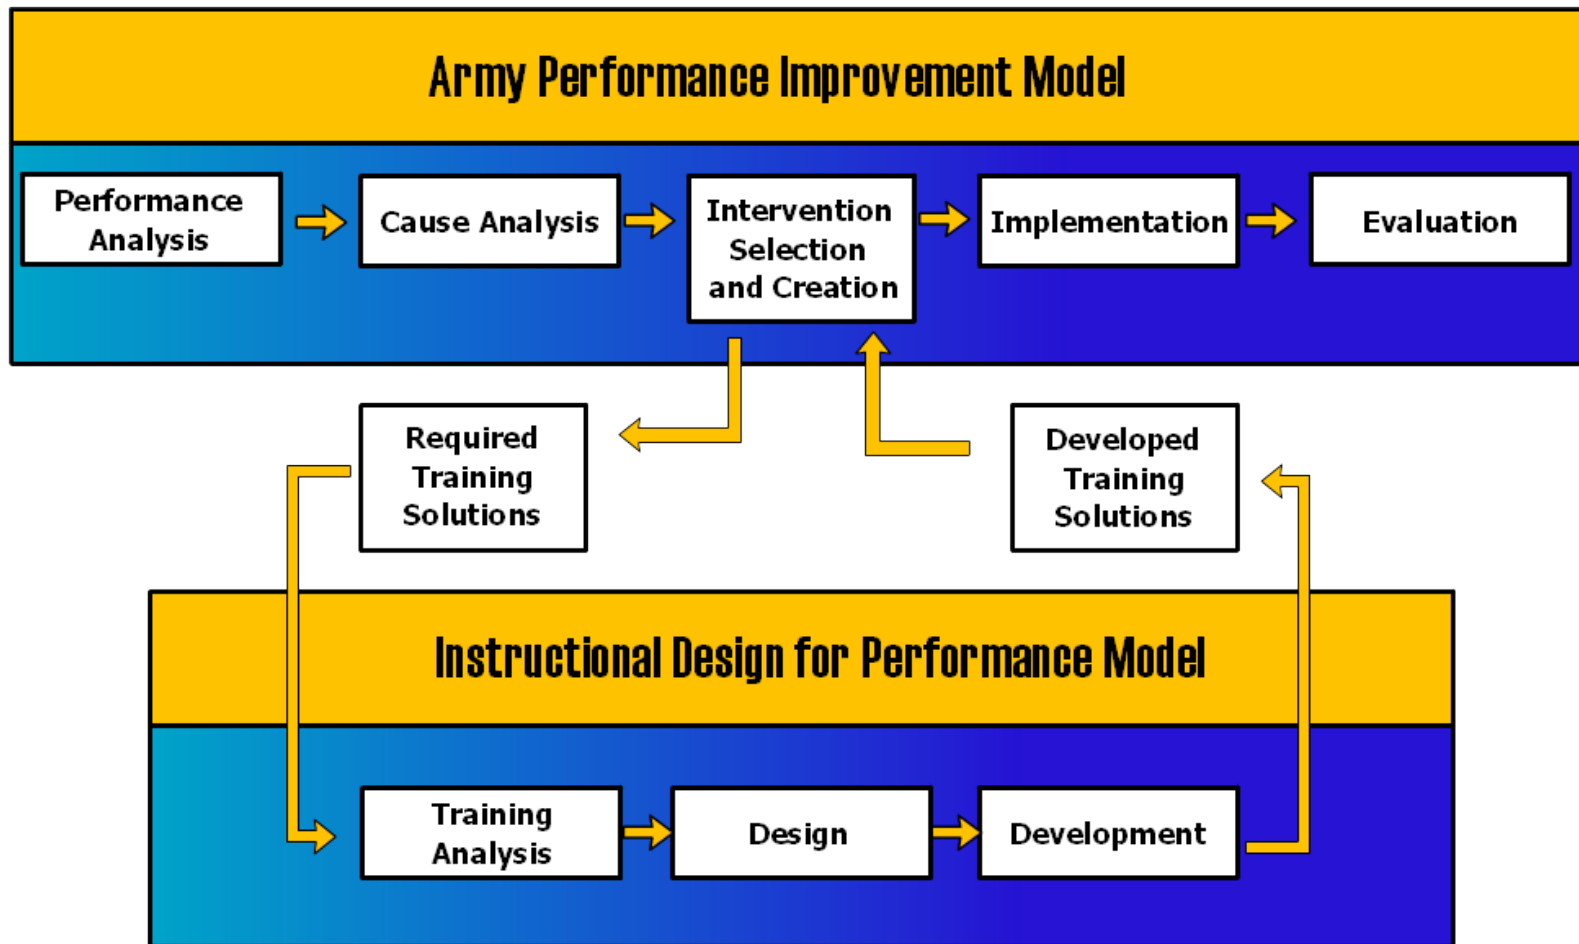 Army Performance Improvement Model
Performance
Analysis
Cause Analysis
Intervention
Selection
and Creation
Implementation
Evaluation
Required
Training
Solutions
Developed
Training
Solutions
Instructional Design for Performance Model
Training
Analysis
Design
Development